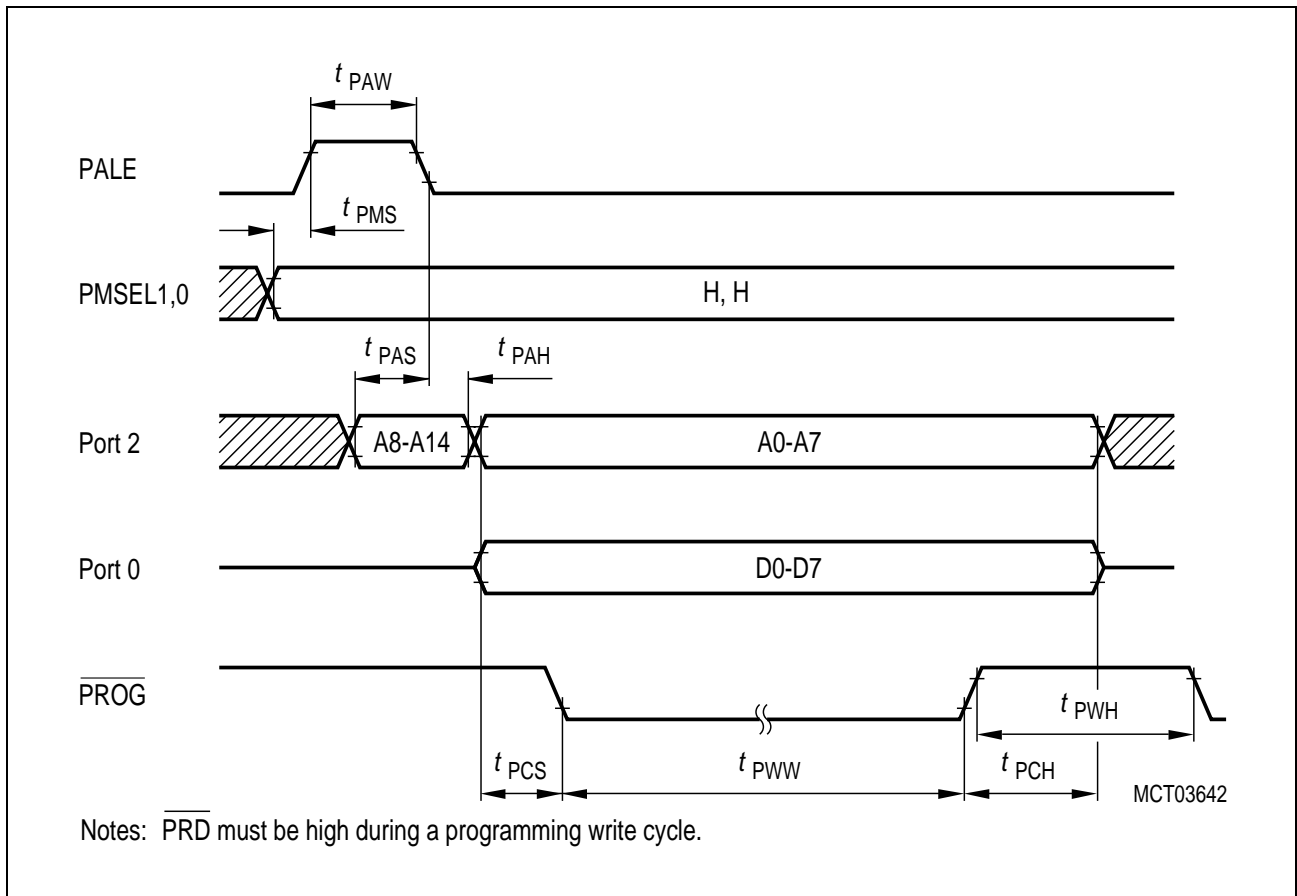 t PAW
PALE
t PMS
PMSEL1,0
H, H
t PAS
t PAH
Port 2
A8-A14
A0-A7
Port 0
D0-D7
PROG
t PWH
t PCS
t PWW
t PCH
MCT03642
Notes: PRD must be high during a programming write cycle.